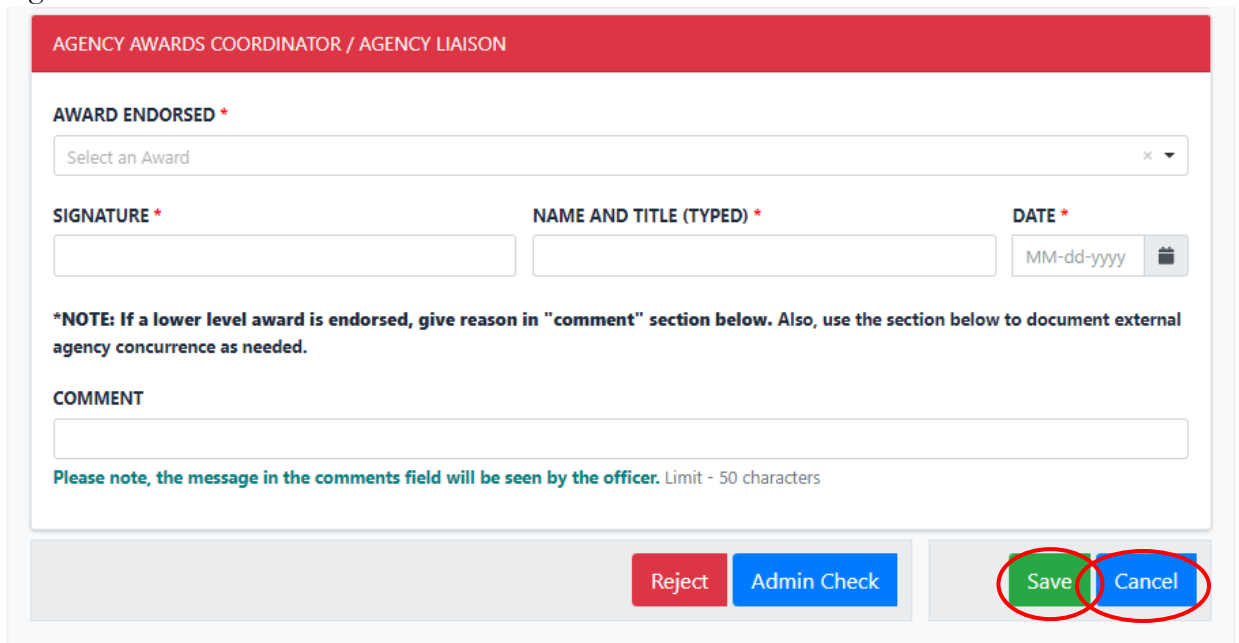 AGENCY AWARDS COORDINATOR / AGENCY LIAISON
AWARD ENDORSED *
Select an Award × 
SIGNATURE * NAME AND TITLE (TYPED) * DATE *
MM-dd-yyyy
*NOTE: If a lower level award is endorsed, give reason in "comment" section below. Also, use the section below to document external
agency concurrence as needed.
COMMENT
Please note, the message in the comments field will be seen by the officer. Limit - 50 characters
Reject Admin Check Save Cancel